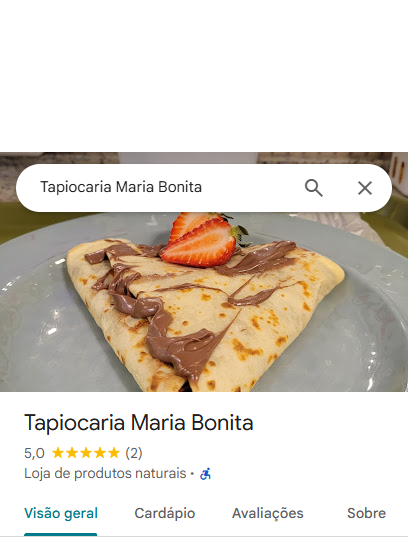 Tapiocaria Maria Bonita
Tapiocaria Maria Bonita
5,0 (2)
Loja de produtos naturais ·
Visão geral Cardápio Avaliações Sobre